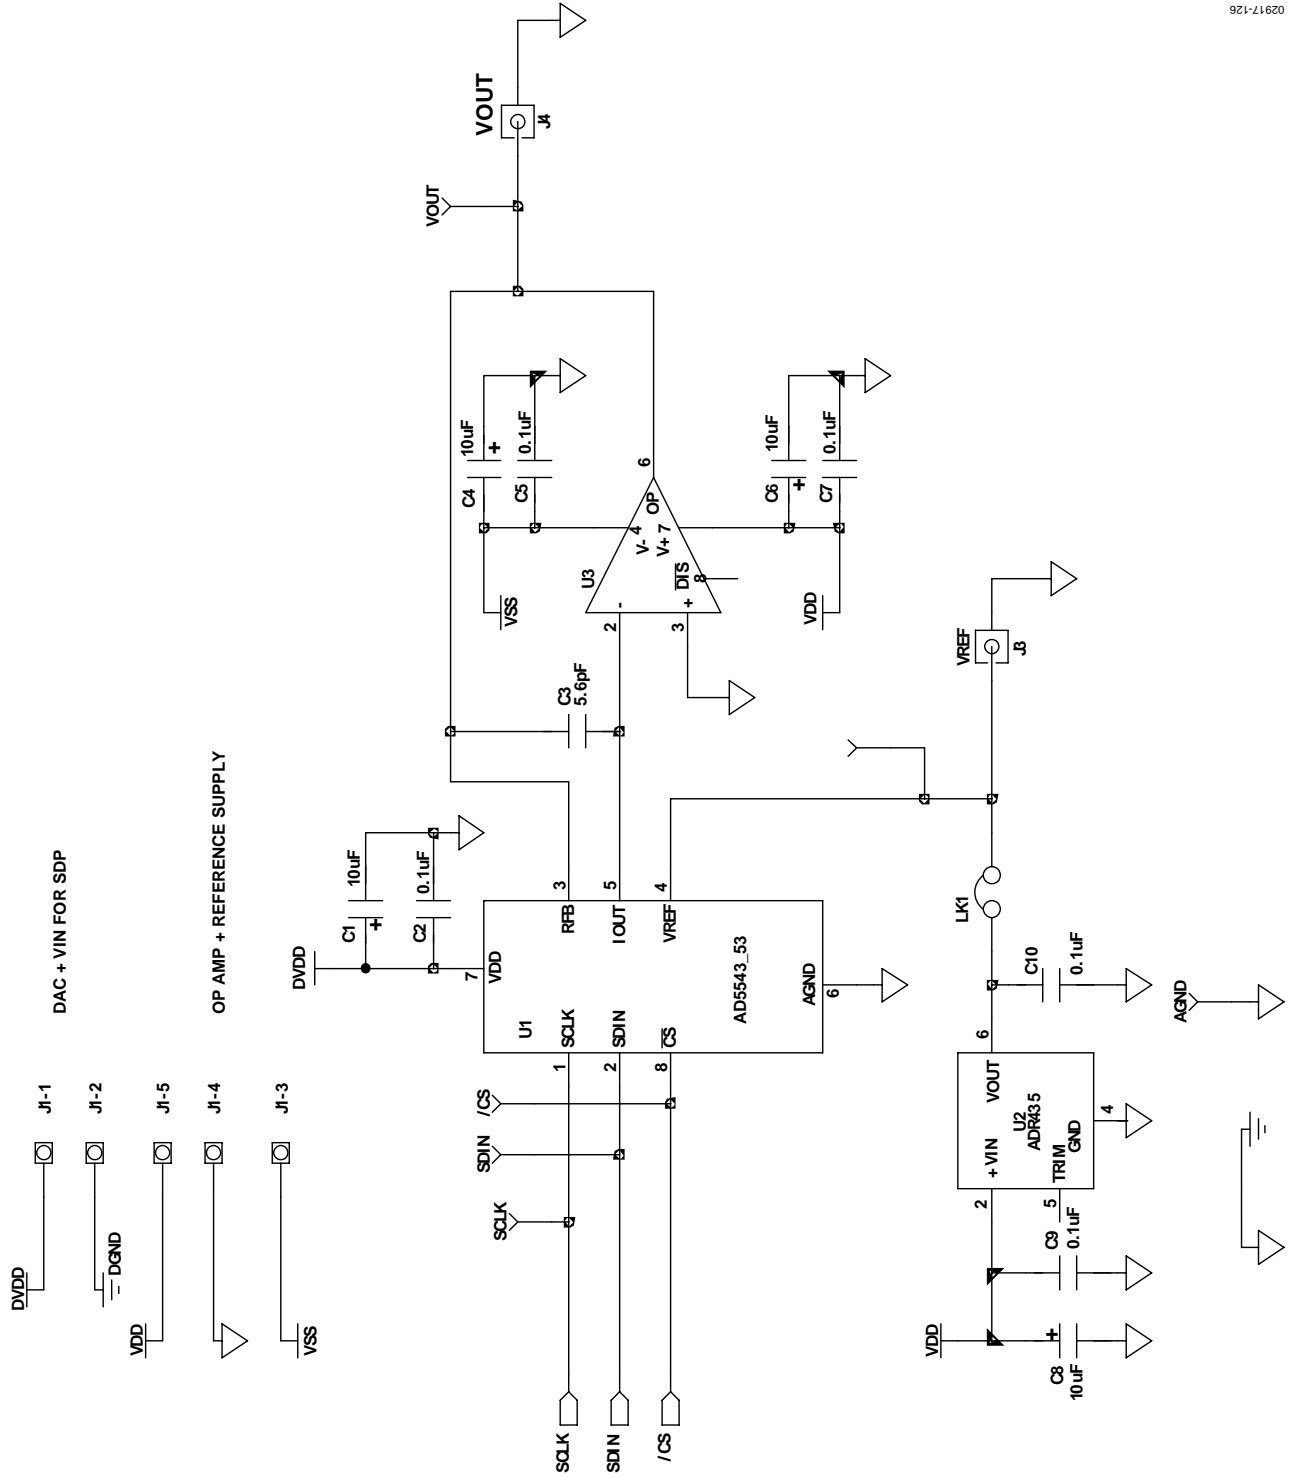 02917-126
DVDD
J1-1
DAC + VIN FOR SDP
DGND
J1-2
VDD
J1-5
J1-4
OP AMP + REFERENCE SUPPLY
VSS
J1-3
DVDD
C1
10uF
+
C2
0.1uF
7
VDD
U1
SCLK
SDIN
CS
RFB
IOUT
VREF
AD5543_53
AGND
6
1
2
8
3
5
4
SCLK
SDIN
/CS
SCLK
SDIN
/CS
C3
5.6pF
2
3
U3
-
+
V-
4
V+
7
OP
6
DIS
8
VSS
C4
10uF
+
C5
0.1uF
VDD
C6
10uF
+
C7
0.1uF
VOUT
VOUT
J4
VREF
J3
LK1
C10
0.1uF
6
VOUT
U2
ADR435
+VIN
TRIM
GND
4
2
5
C9
0.1uF
VDD
C8
10uF
+
AGND